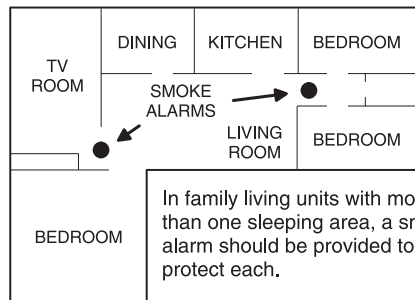 DINING
KITCHEN
BEDROOM
TV
ROOM
SMOKE
ALARMS
LIVING
ROOM
BEDROOM
BEDROOM
In family living units with mo
than one sleeping area, a sm
alarm should be provided to
protect each.